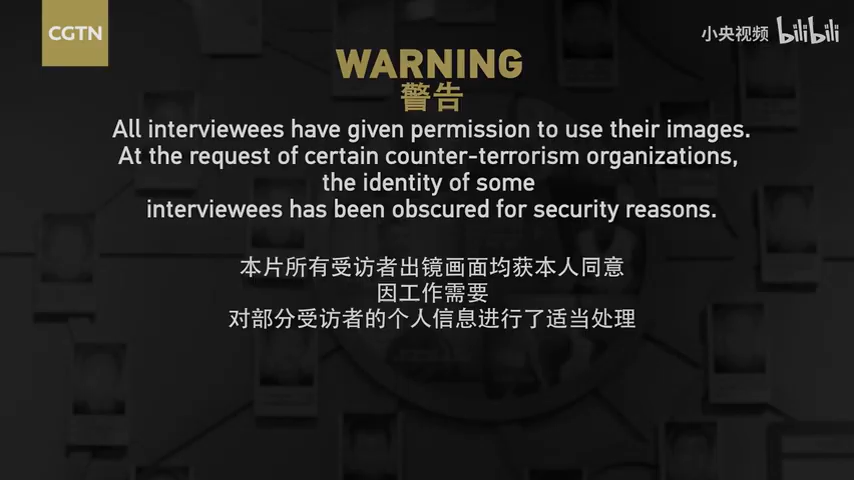 CGTN
小央视频 bilibili
WARNING
警告
All interviewees have given permission to use their images.
At the request of certain counter-terrorism organizations,
the identity of some
interviewees has been obscured for security reasons.
本片所有受访者出镜画面均获本人同意
因工作需要
对部分受访者的个人信息进行了适当处理